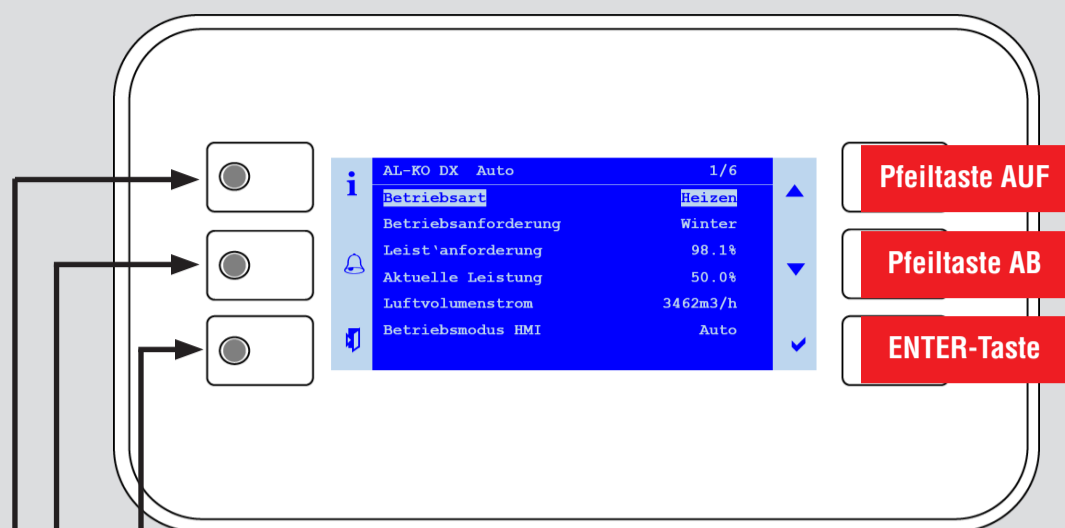 AL-KO DX Auto 1/6
Betriebsart Heizen
Betriebsanforderung Winter
Leist'anforderung 98.1%
Aktuelle Leistung 50.0%
Luftvolumenstrom 3462m3/h
Betriebsmodus HMI Auto
i
Pfeiltaste AUF
Pfeiltaste AB
ENTER-Taste